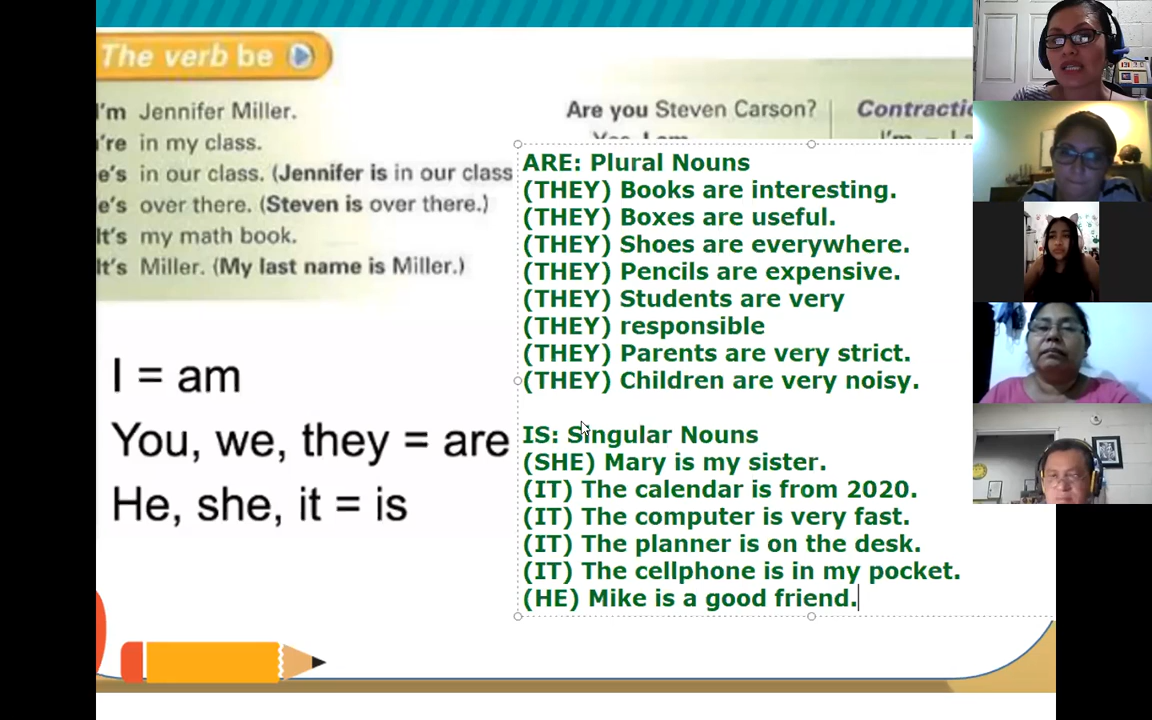 The verb be
I'm Jennifer Miller.
're in my class.
e's in our class. (Jennifer is in our class
e's over there. (Steven is over there.)
It's my math book.
It's Miller. (My last name is Miller.)
Are you Steven Carson?
Yes, I am
Contractio
I'm = I a
ARE: Plural Nouns
(THEY) Books are interesting.
(THEY) Boxes are useful.
(THEY) Shoes are everywhere.
(THEY) Pencils are expensive.
(THEY) Students are very
(THEY) responsible
(THEY) Parents are very strict.
(THEY) Children are very noisy.
IS: Singular Nouns
(SHE) Mary is my sister.
(IT) The calendar is from 2020.
(IT) The computer is very fast.
(IT) The planner is on the desk.
(IT) The cellphone is in my pocket.
(HE) Mike is a good friend.
I = am
You, we, they = are
He, she, it = is